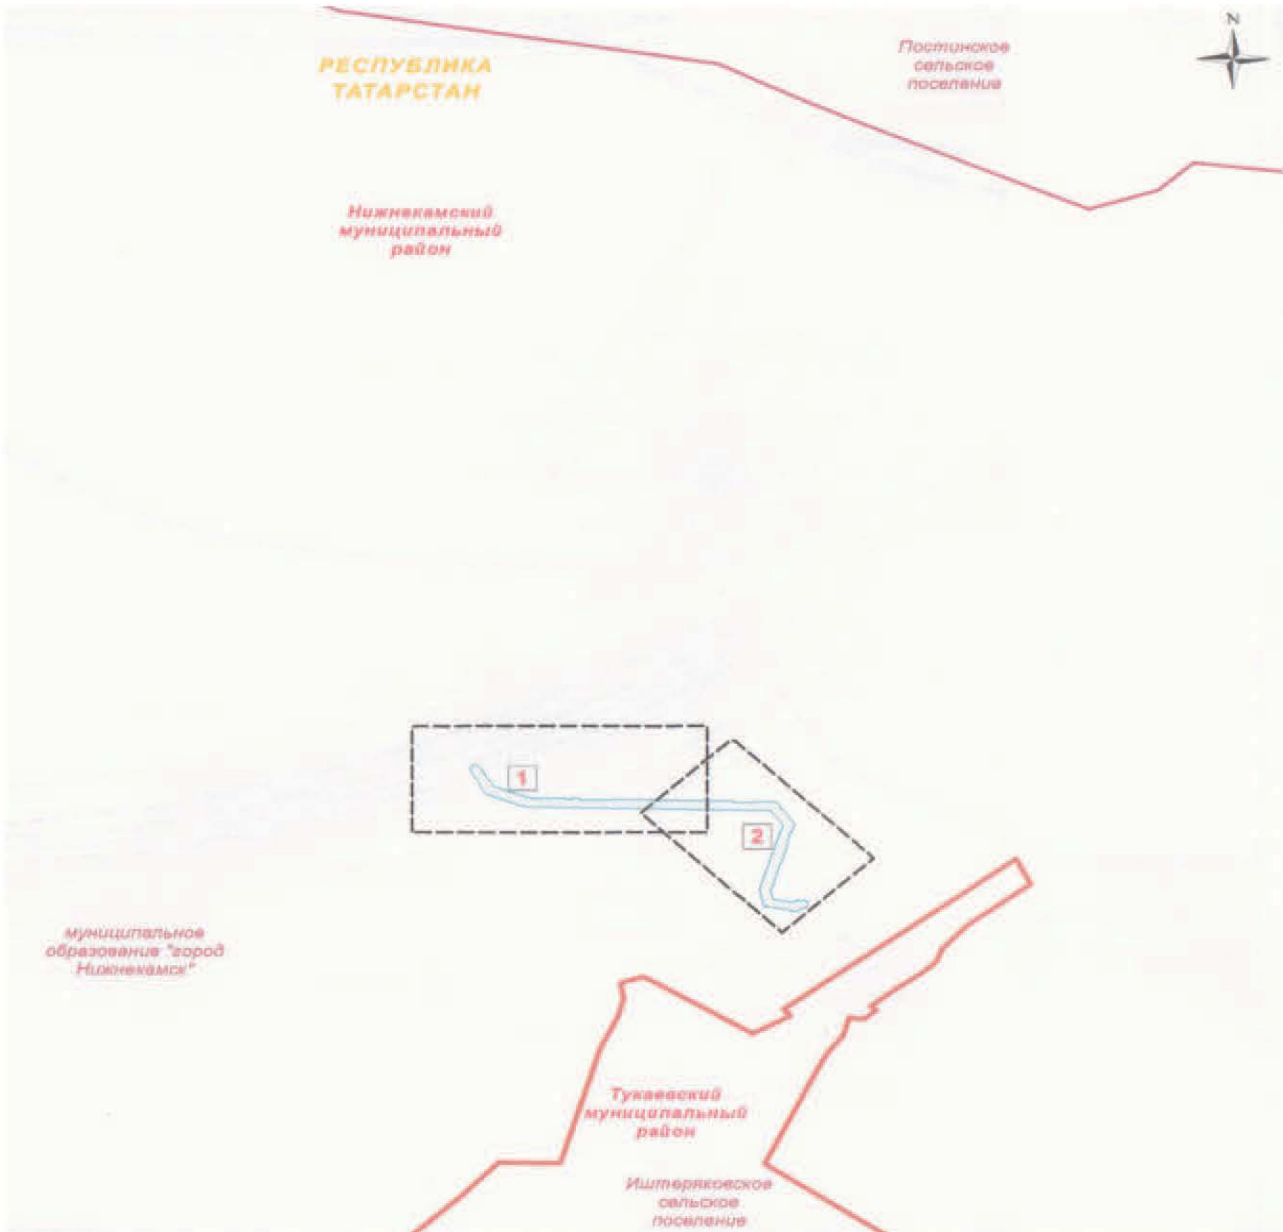 N
РЕСПУБЛИКА
ТАТАРСТАН
Постинское
сельское
поселение
Нижнекамский
муниципальный
район
1
2
муниципальное
образование "город
Нижнекамск"
Тукаевский
муниципальный
район
Иштеряковское
сельское
поселение